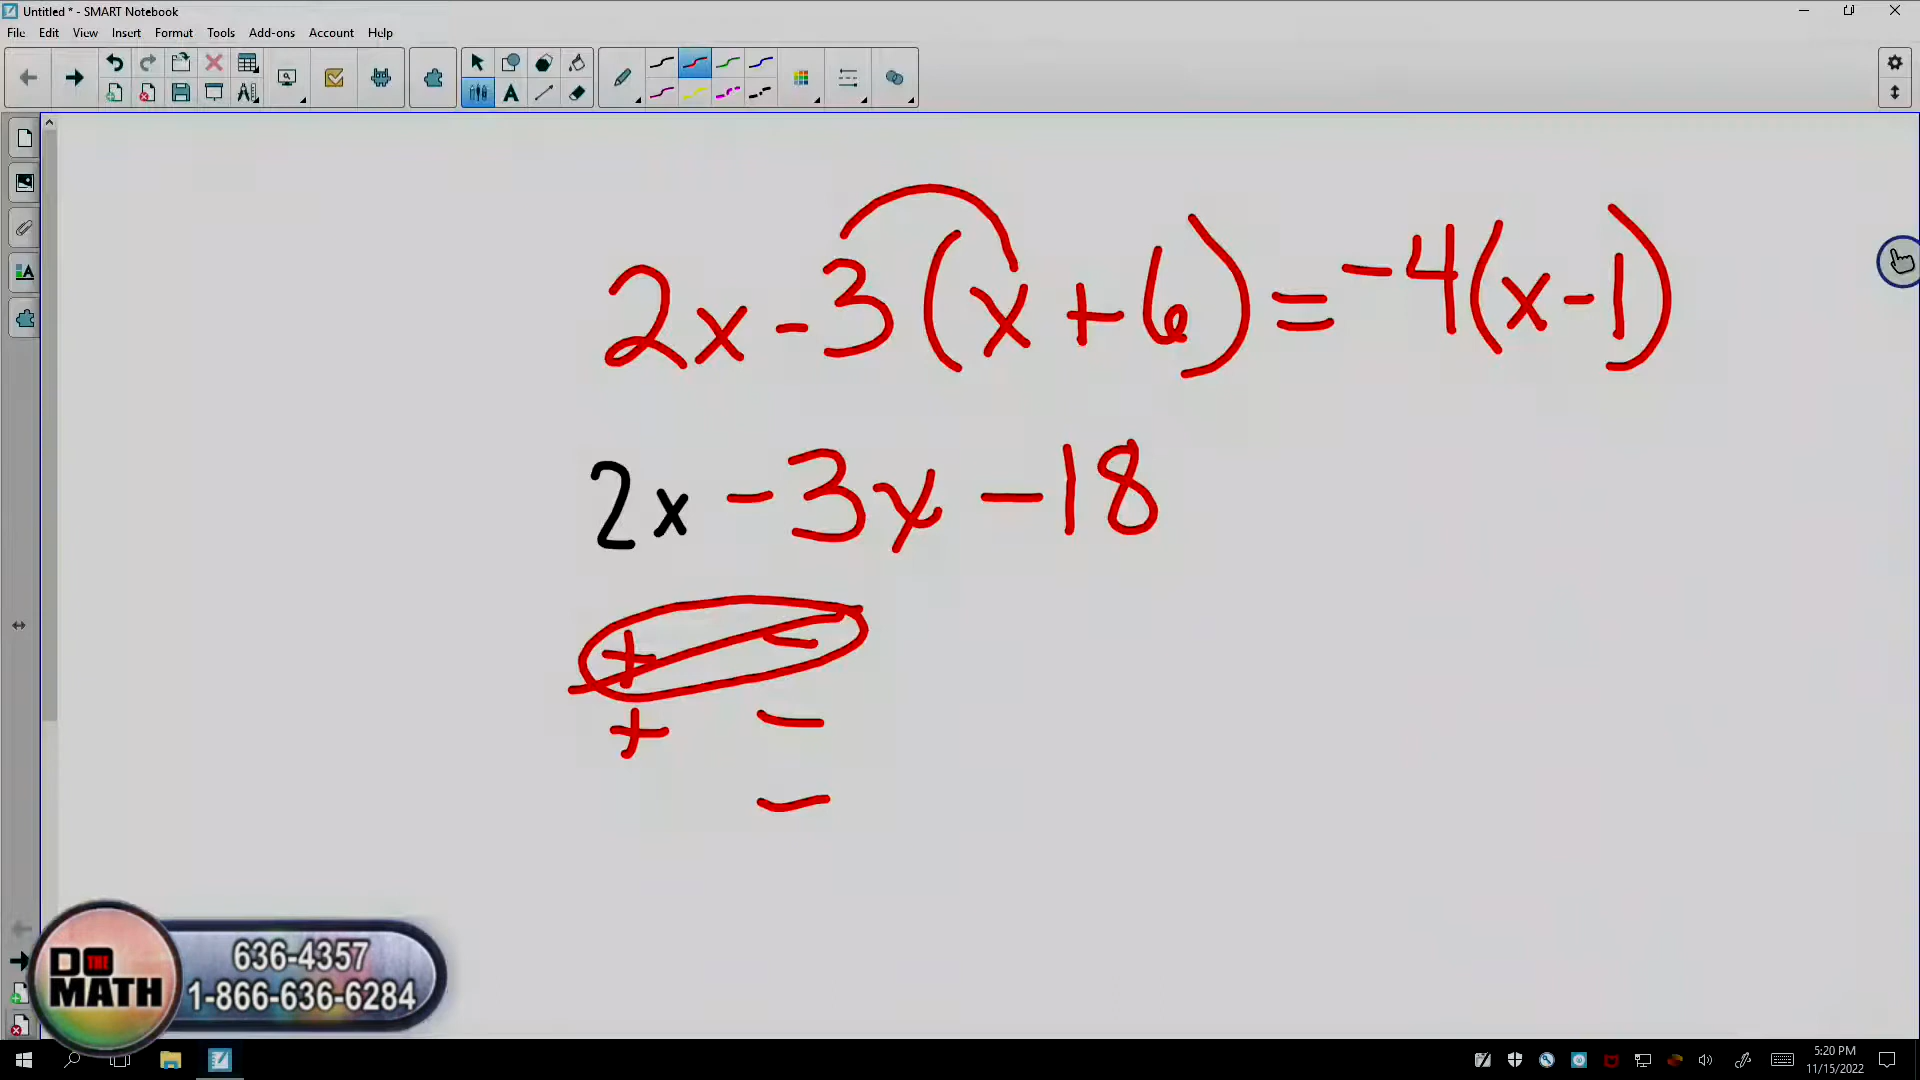 Untitled * - SMART Notebook
File Edit View Insert Format Tools Add-ons Account Help
2x - 3(x + 6) = -4(x - 1)
2x - 3x - 18
+ -
+ -
-
DO THE MATH
636-4357
1-866-636-6284
5:20 PM
11/15/2022